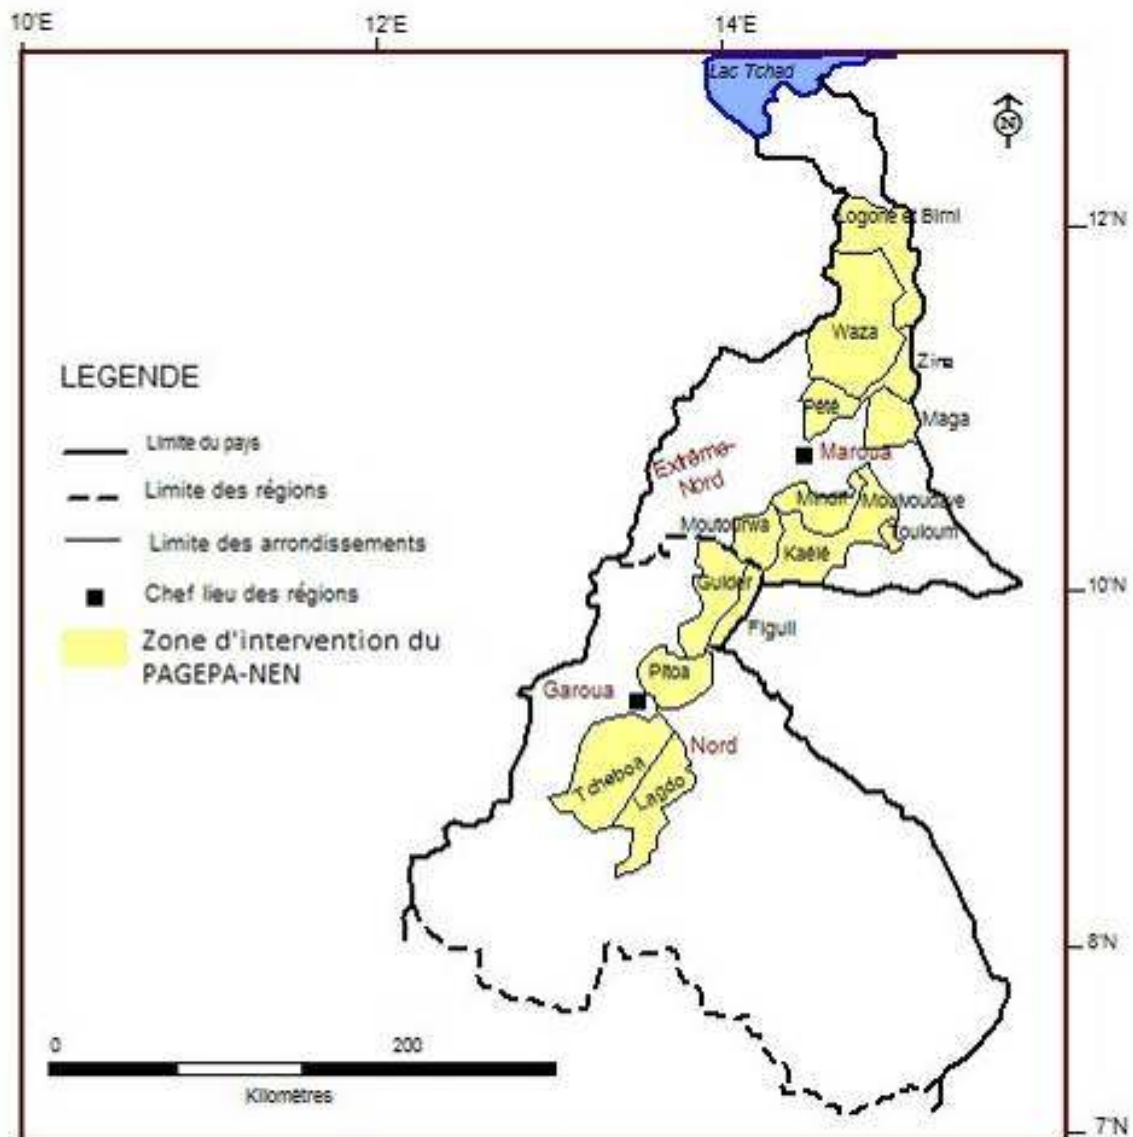 10°E
12°E
14°E
Lac Tchad
N
Logone et Birni
12°N
Waza
Zina
LEGENDE
Pété
Maga
Limite du pays
Maroua
Extrême-
Nord
Limite des régions
Mindif
Moulvoudaye
Moutourwa
Touloum
Limite des arrondissements
Kaélé
Guider
10°N
Chef lieu des régions
Figuil
Zone d'intervention du
PAGEPA-NEN
Pitoa
Garoua
Nord
Tcheboa
Lagdo
8°N
0
200
Kilomètres
7°N